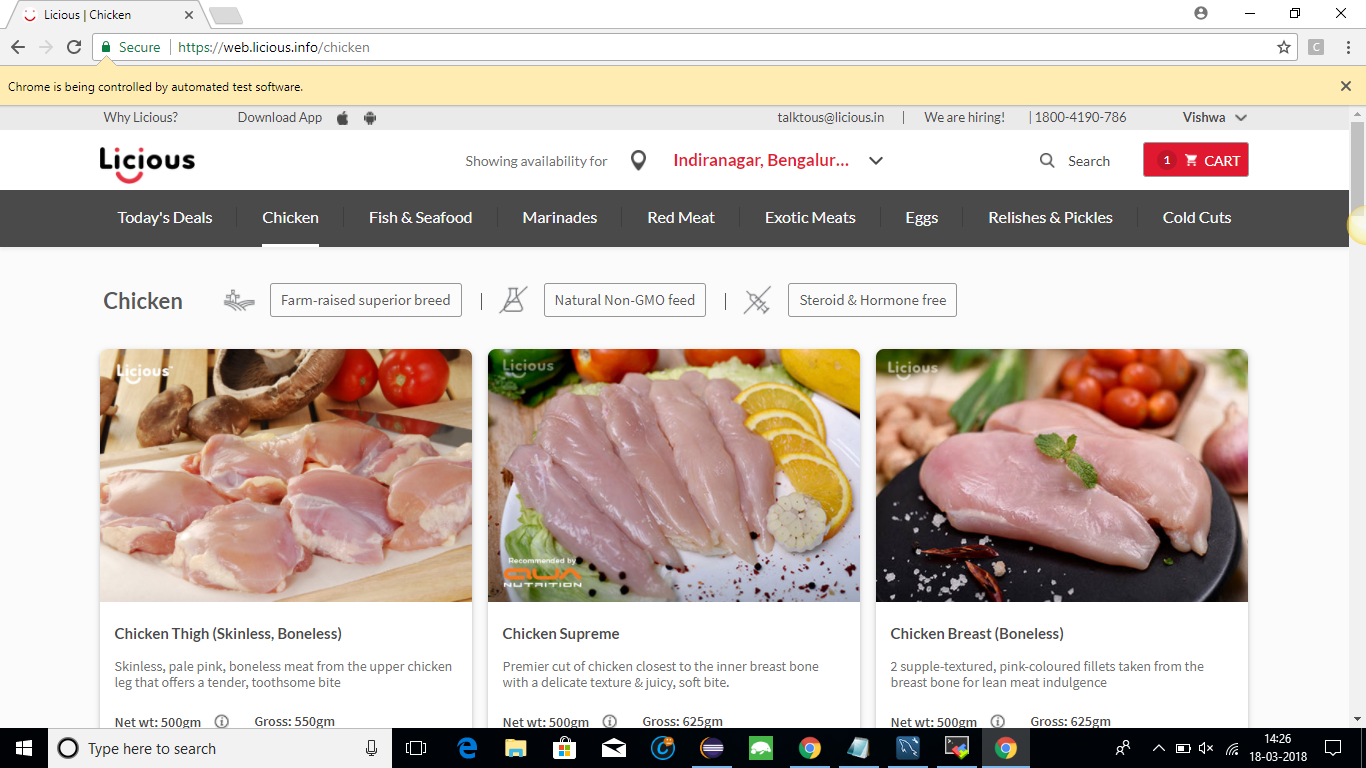 Licious | Chicken
Secure https://web.licious.info/chicken
C
Chrome is being controlled by automated test software.
Why Licious? Download App talktous@licious.in | We are hiring! | 1800-4190-786 Vishwa
Licious Showing availability for Indiranagar, Bengalur... Search 1 CART
Today's Deals Chicken Fish & Seafood Marinades Red Meat Exotic Meats Eggs Relishes & Pickles Cold Cuts
Chicken Farm-raised superior breed | Natural Non-GMO feed | Steroid & Hormone free
Licious
Licious
Licious
Recommended by
QUA
NUTRITION
Chicken Thigh (Skinless, Boneless)
Skinless, pale pink, boneless meat from the upper chicken
leg that offers a tender, toothsome bite
Net wt: 500gm Gross: 550gm
Chicken Supreme
Premier cut of chicken closest to the inner breast bone
with a delicate texture & juicy, soft bite.
Net wt: 500gm Gross: 625gm
Chicken Breast (Boneless)
2 supple-textured, pink-coloured fillets taken from the
breast bone for lean meat indulgence
Net wt: 500gm Gross: 625gm
Type here to search
14:26
18-03-2018